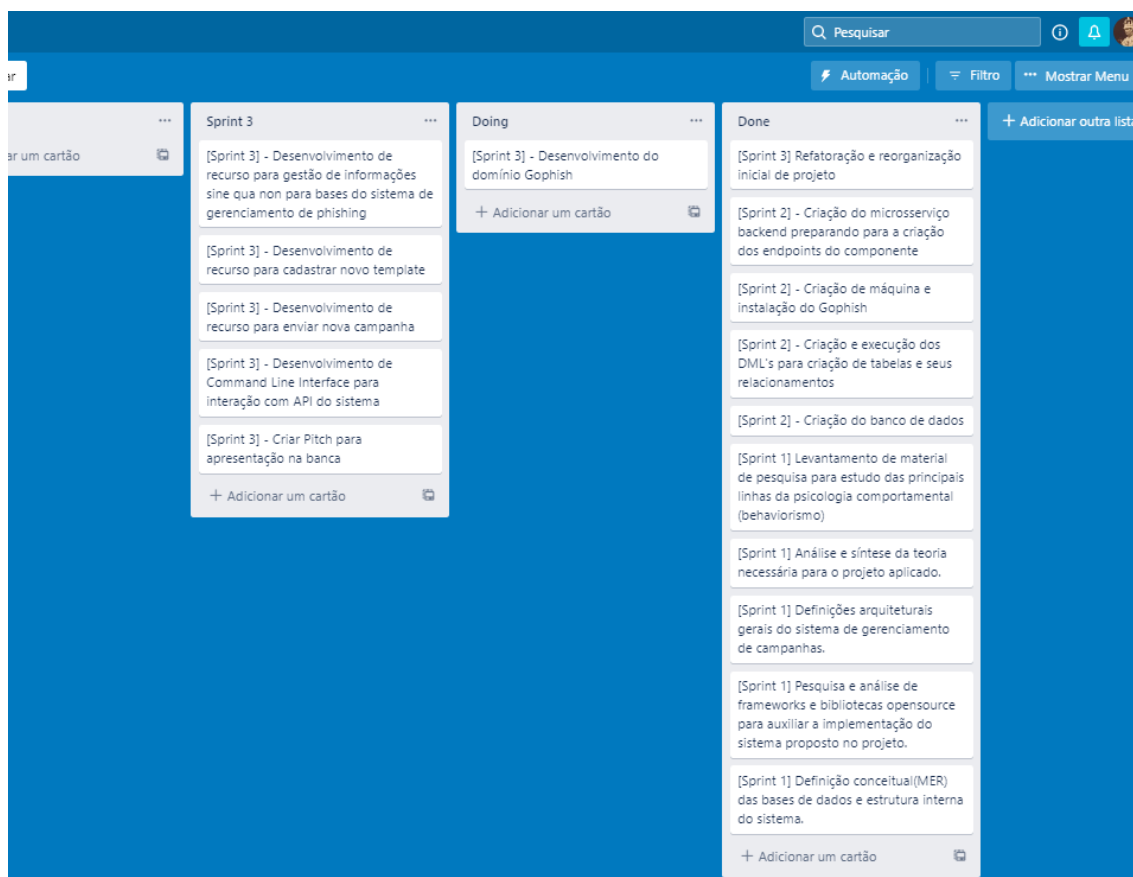 Pesquisar
ar
Automação
Filtro
Mostrar Menu
ar um cartão
Sprint 3
[Sprint 3] - Desenvolvimento de
recurso para gestão de informações
sine qua non para bases do sistema de
gerenciamento de phishing
[Sprint 3] - Desenvolvimento de
recurso para cadastrar novo template
[Sprint 3] - Desenvolvimento de
recurso para enviar nova campanha
[Sprint 3] - Desenvolvimento de
Command Line Interface para
interação com API do sistema
[Sprint 3] - Criar Pitch para
apresentação na banca
+ Adicionar um cartão
Doing
[Sprint 3] - Desenvolvimento do
domínio Gophish
+ Adicionar um cartão
Done
[Sprint 3] Refatoração e reorganização
inicial de projeto
[Sprint 2] - Criação do microsserviço
backend preparando para a criação
dos endpoints do componente
[Sprint 2] - Criação de máquina e
instalação do Gophish
[Sprint 2] - Criação e execução dos
DML's para criação de tabelas e seus
relacionamentos
[Sprint 2] - Criação do banco de dados
[Sprint 1] Levantamento de material
de pesquisa para estudo das principais
linhas da psicologia comportamental
(behaviorismo)
[Sprint 1] Análise e síntese da teoria
necessária para o projeto aplicado.
[Sprint 1] Definições arquiteturais
gerais do sistema de gerenciamento
de campanhas.
[Sprint 1] Pesquisa e análise de
frameworks e bibliotecas opensource
para auxiliar a implementação do
sistema proposto no projeto.
[Sprint 1] Definição conceitual(MER)
das bases de dados e estrutura interna
do sistema.
+ Adicionar um cartão
+ Adicionar outra lista